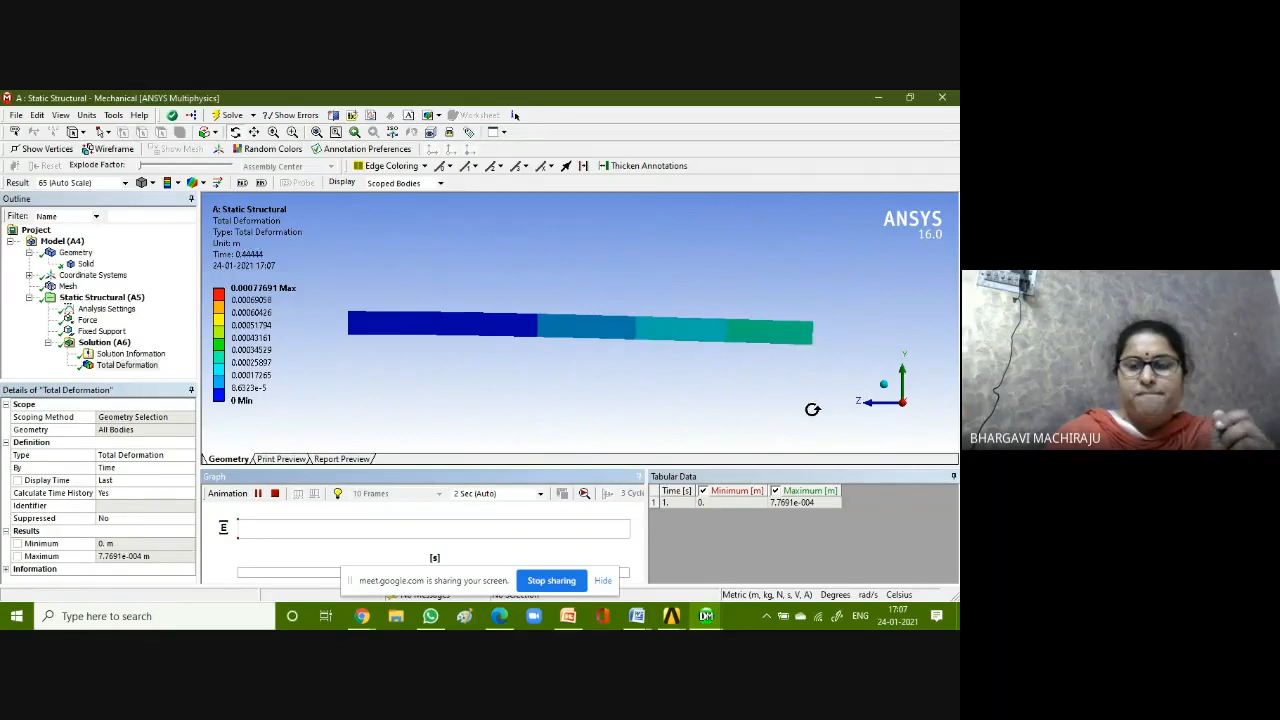 A : Static Structural - Mechanical [ANSYS Multiphysics]
File Edit View Units Tools Help Solve ?/Show Errors Worksheet
Show Vertices Wireframe Show Mesh Random Colors Annotation Preferences
Reset Explode Factor: Assembly Center Edge Coloring Thicken Annotations
Result 65 (Auto Scale) Probe Display Scoped Bodies
Outline
Filter: Name
Project
Model (A4)
Geometry
Solid
Coordinate Systems
Mesh
Static Structural (A5)
Analysis Settings
Force
Fixed Support
Solution (A6)
Solution Information
Total Deformation
Details of "Total Deformation"
Scope
Scoping Method Geometry Selection
Geometry All Bodies
Definition
Type Total Deformation
By Time
Display Time Last
Calculate Time History Yes
Identifier
Suppressed No
Results
Minimum 0. m
Maximum 7.7691e-004 m
Information
A: Static Structural
Total Deformation
Type: Total Deformation
Unit: m
Time: 0.44444
24-01-2021 17:07
0.00077691 Max
0.00069058
0.00060426
0.00051794
0.00043161
0.00034529
0.00025897
0.00017265
8.6323e-5
0 Min
ANSYS
16.0
Y
Z
Geometry Print Preview Report Preview
Graph
Animation 10 Frames 2 Sec (Auto) 3 Cycl
[s]
Tabular Data
Time [s] Minimum [m] Maximum [m]
1 1. 0. 7.7691e-004
meet.google.com is sharing your screen. Stop sharing Hide
No Messages
Metric (m, kg, N, s, V, A) Degrees rad/s Celsius
Type here to search
ENG
17:07
24-01-2021
BHARGAVI MACHIRAJU